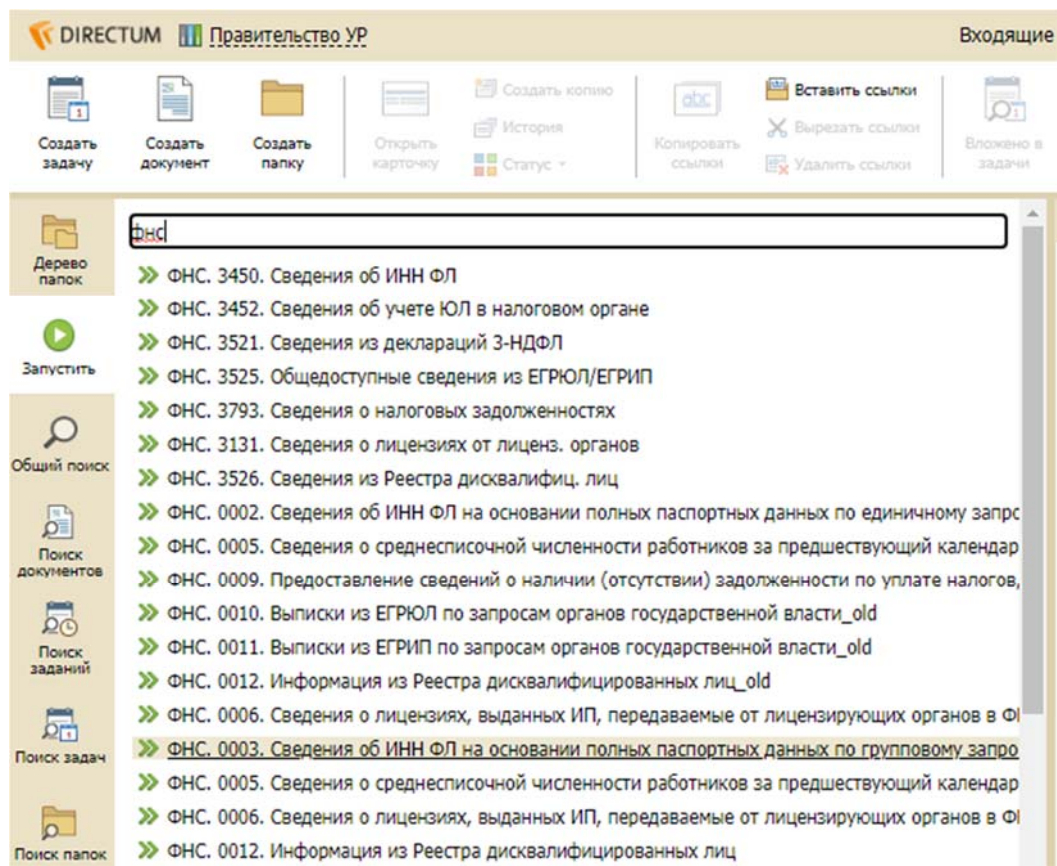 DIRECTUM Правительство УР Входящие
Создать задачу
Создать документ
Создать папку
Открыть карточку
Создать копию
История
Статус
abc
Копировать ссылки
Вставить ссылки
Вырезать ссылки
Удалить ссылки
Вложено в задачи
Дерево папок
Запустить
Общий поиск
Поиск документов
Поиск заданий
Поиск задач
Поиск папок
фнс
ФНС. 3450. Сведения об ИНН ФЛ
ФНС. 3452. Сведения об учете ЮЛ в налоговом органе
ФНС. 3521. Сведения из деклараций 3-НДФЛ
ФНС. 3525. Общедоступные сведения из ЕГРЮЛ/ЕГРИП
ФНС. 3793. Сведения о налоговых задолженностях
ФНС. 3131. Сведения о лицензиях от лиценз. органов
ФНС. 3526. Сведения из Реестра дисквалифиц. лиц
ФНС. 0002. Сведения об ИНН ФЛ на основании полных паспортных данных по единичному запрс
ФНС. 0005. Сведения о среднесписочной численности работников за предшествующий календар
ФНС. 0009. Предоставление сведений о наличии (отсутствии) задолженности по уплате налогов,
ФНС. 0010. Выписки из ЕГРЮЛ по запросам органов государственной власти_old
ФНС. 0011. Выписки из ЕГРИП по запросам органов государственной власти_old
ФНС. 0012. Информация из Реестра дисквалифицированных лиц_old
ФНС. 0006. Сведения о лицензиях, выданных ИП, передаваемые от лицензирующих органов в
ФНС. 0003. Сведения об ИНН ФЛ на основании полных паспортных данных по групповому запро
ФНС. 0005. Сведения о среднесписочной численности работников за предшествующий календар
ФНС. 0006. Сведения о лицензиях, выданных ИП, передаваемые от лицензирующих органов в
ФНС. 0012. Информация из Реестра дисквалифицированных лиц